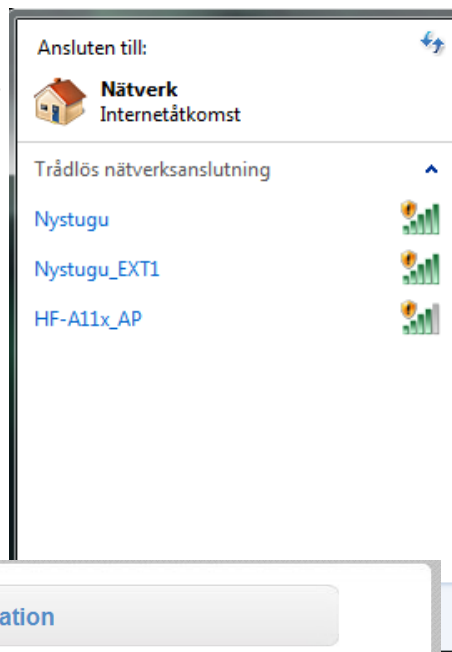 Ansluten till:
Nätverk
Internetåtkomst
Trådlös nätverksanslutning
Nystugu
Nystugu_EXT1
HF-A11x_AP
ation